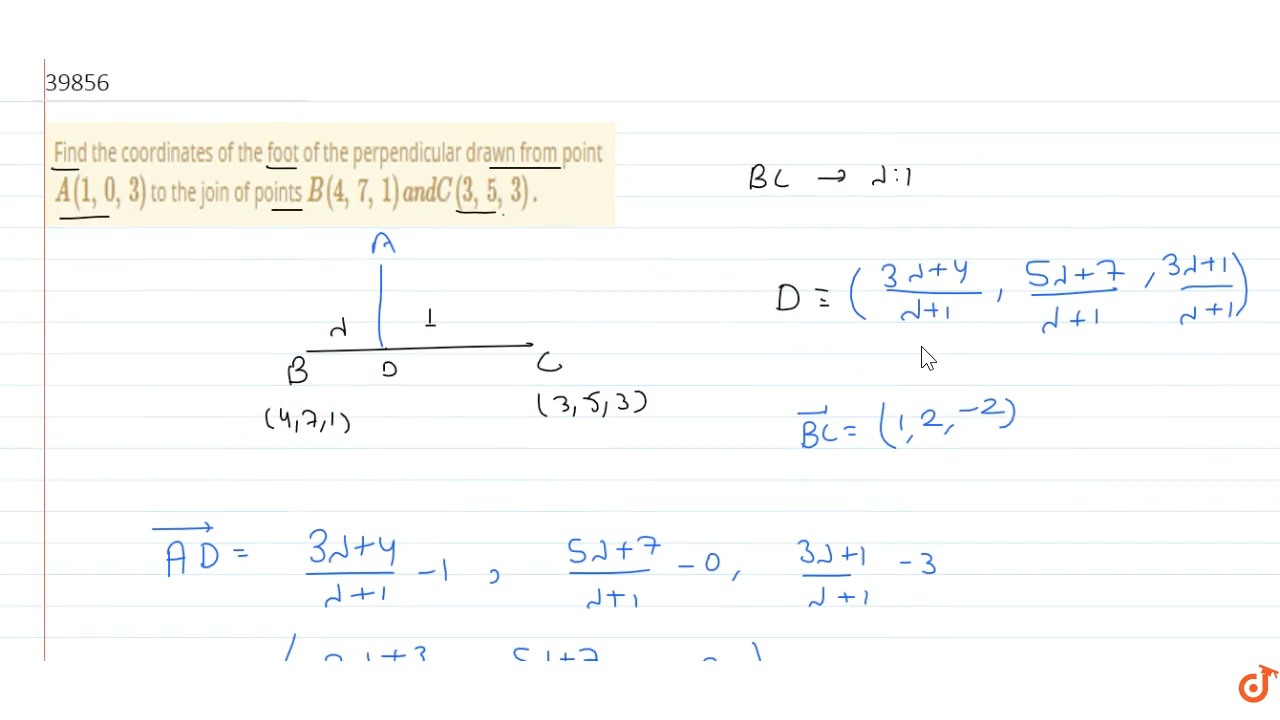 39856
Find the coordinates of the foot of the perpendicular drawn from point
A(1, 0, 3) to the join of points B(4, 7, 1) andC(3, 5, 3).
BC → λ:1
A
D ≡ ( 3λ+4/λ+1 , 5λ+7/λ+1 , 3λ+1/λ+1 )
λ 1
B D C
(4,7,1) (3,5,3)
BC = (1, 2, -2)
AD = 3λ+4/λ+1 -1 , 5λ+7/λ+1 -0, 3λ+1/λ+1 -3